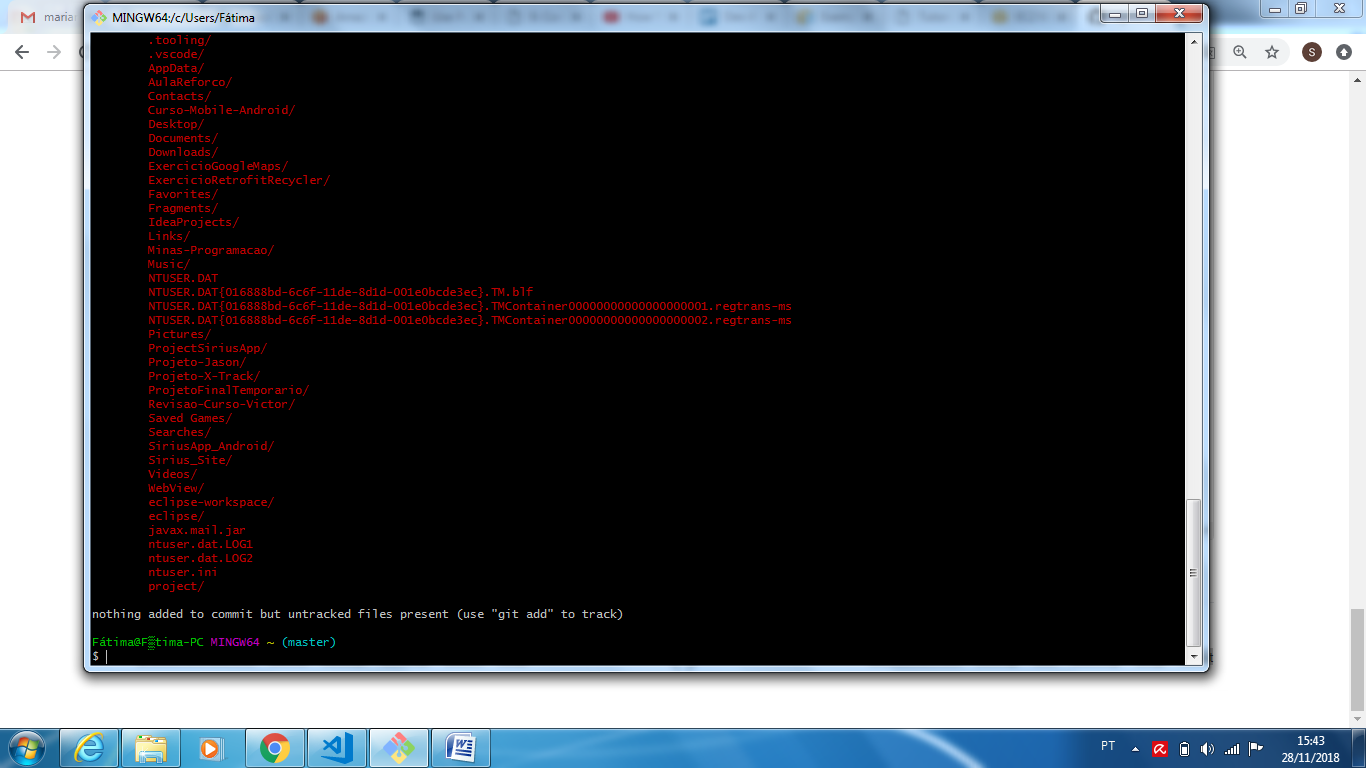 maria
MINGW64:/c/Users/Fátima
S
.tooling/
.vscode/
AppData/
AulaReforco/
Contacts/
Curso-Mobile-Android/
Desktop/
Documents/
Downloads/
ExercicioGoogleMaps/
ExercicioRetrofitRecycler/
Favorites/
Fragments/
IdeaProjects/
Links/
Minas-Programacao/
Music/
NTUSER.DAT
NTUSER.DAT{016888bd-6c6f-11de-8d1d-001e0bcde3ec}.TM.blf
NTUSER.DAT{016888bd-6c6f-11de-8d1d-001e0bcde3ec}.TMContainer00000000000000000001.regtrans-ms
NTUSER.DAT{016888bd-6c6f-11de-8d1d-001e0bcde3ec}.TMContainer00000000000000000002.regtrans-ms
Pictures/
ProjectSiriusApp/
Projeto-Jason/
Projeto-X-Track/
ProjetoFinalTemporario/
Revisao-Curso-Victor/
Saved Games/
Searches/
SiriusApp_Android/
Sirius_Site/
Videos/
WebView/
eclipse-workspace/
eclipse/
javax.mail.jar
ntuser.dat.LOG1
ntuser.dat.LOG2
ntuser.ini
project/
nothing added to commit but untracked files present (use "git add" to track)
Fátima@F▒tima-PC MINGW64 ~ (master)
$
PT
15:43
28/11/2018